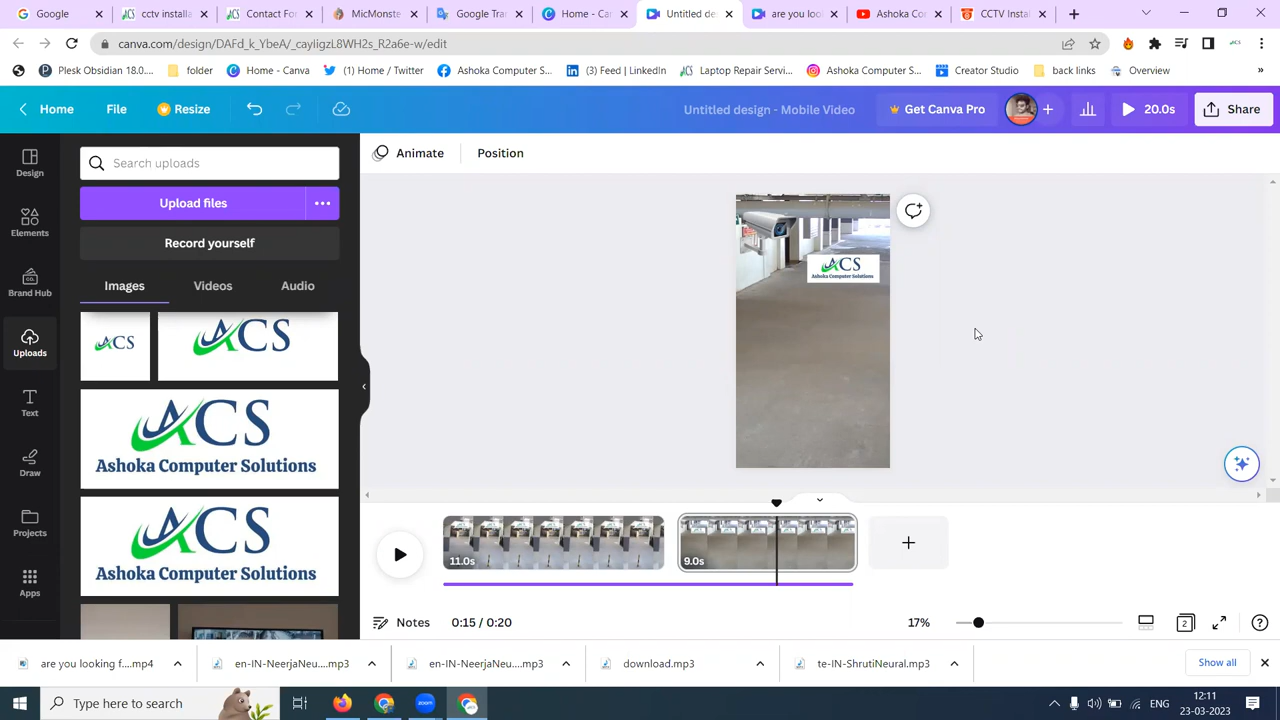 Google
cctv installa
Contact For
MicMonste
Google Tra
Home - Can
Untitled des
are you look
Ashoka Co
CCTV Insta
canva.com/design/DAFd_k_YbeA/_cayIigzL8WH2s_R2a6e-w/edit
Plesk Obsidian 18.0....
folder
Home - Canva
(1) Home / Twitter
Ashoka Computer S...
(3) Feed | LinkedIn
Laptop Repair Servi...
Ashoka Computer S...
Creator Studio
back links
Overview
»
Home
File
Resize
Untitled design - Mobile Video
Get Canva Pro
20.0s
Share
Design
Elements
Brand Hub
Uploads
Text
Draw
Projects
Apps
Search uploads
Upload files
Record yourself
Images
Videos
Audio
ACS
ACS
ACS
Ashoka Computer Solutions
ACS
Ashoka Computer Solutions
Animate
Position
ACS
Ashoka Computer Solutions
11.0s
9.0s
Notes
0:15 / 0:20
17%
2
are you looking f....mp4
en-IN-NeerjaNeu....mp3
en-IN-NeerjaNeu....mp3
download.mp3
te-IN-ShrutiNeural.mp3
Show all
Type here to search
zoom
ENG
12:11
23-03-2023